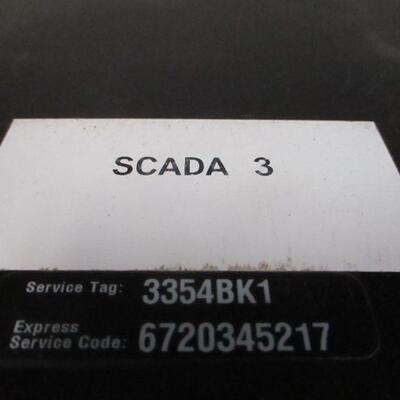 SCADA 3
Service Tag: 3354BK1
Express
Service Code: 6720345217